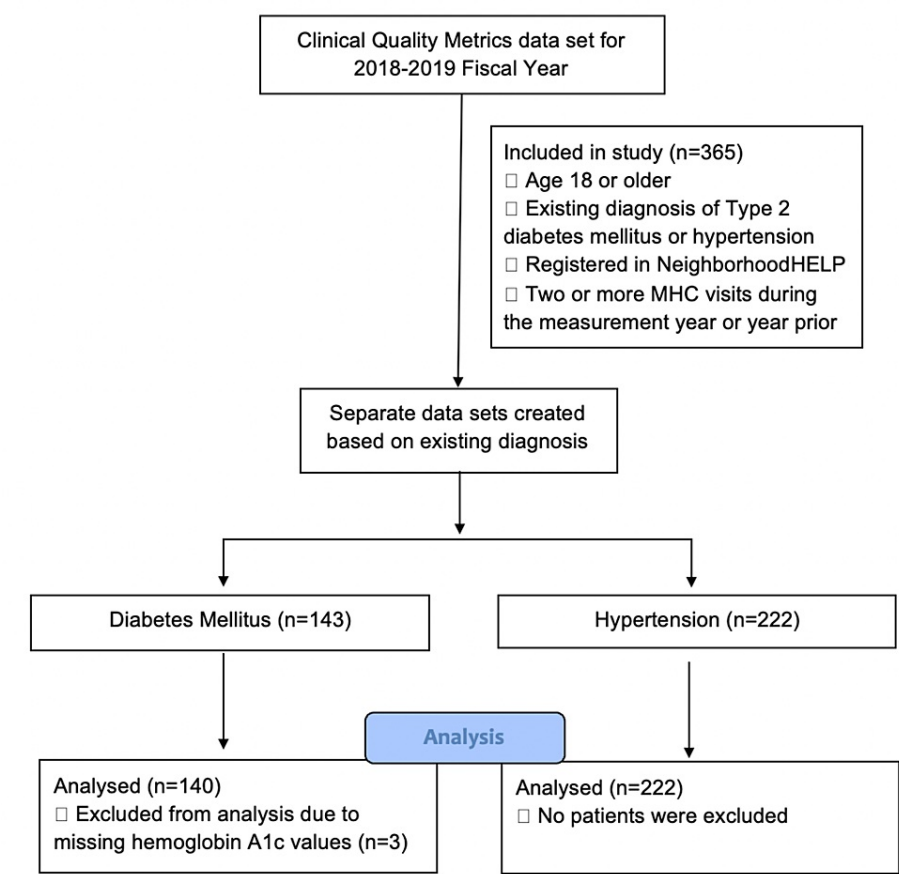 Clinical Quality Metrics data set for
2018-2019 Fiscal Year
Included in study (n=365)
▯ Age 18 or older
▯ Existing diagnosis of Type 2
diabetes mellitus or hypertension
▯ Registered in NeighborhoodHELP
▯ Two or more MHC visits during
the measurement year or year prior
Separate data sets created
based on existing diagnosis
Diabetes Mellitus (n=143)
Hypertension (n=222)
Analysis
Analysed (n=140)
▯ Excluded from analysis due to
missing hemoglobin A1c values (n=3)
Analysed (n=222)
▯ No patients were excluded